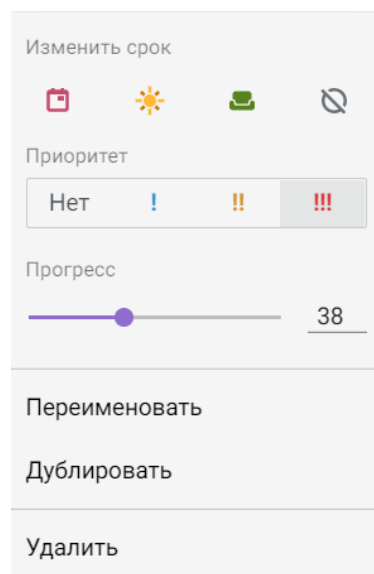 Изменить срок
Приоритет
Нет ! !! !!!
Прогресс
38
Переименовать
Дублировать
Удалить